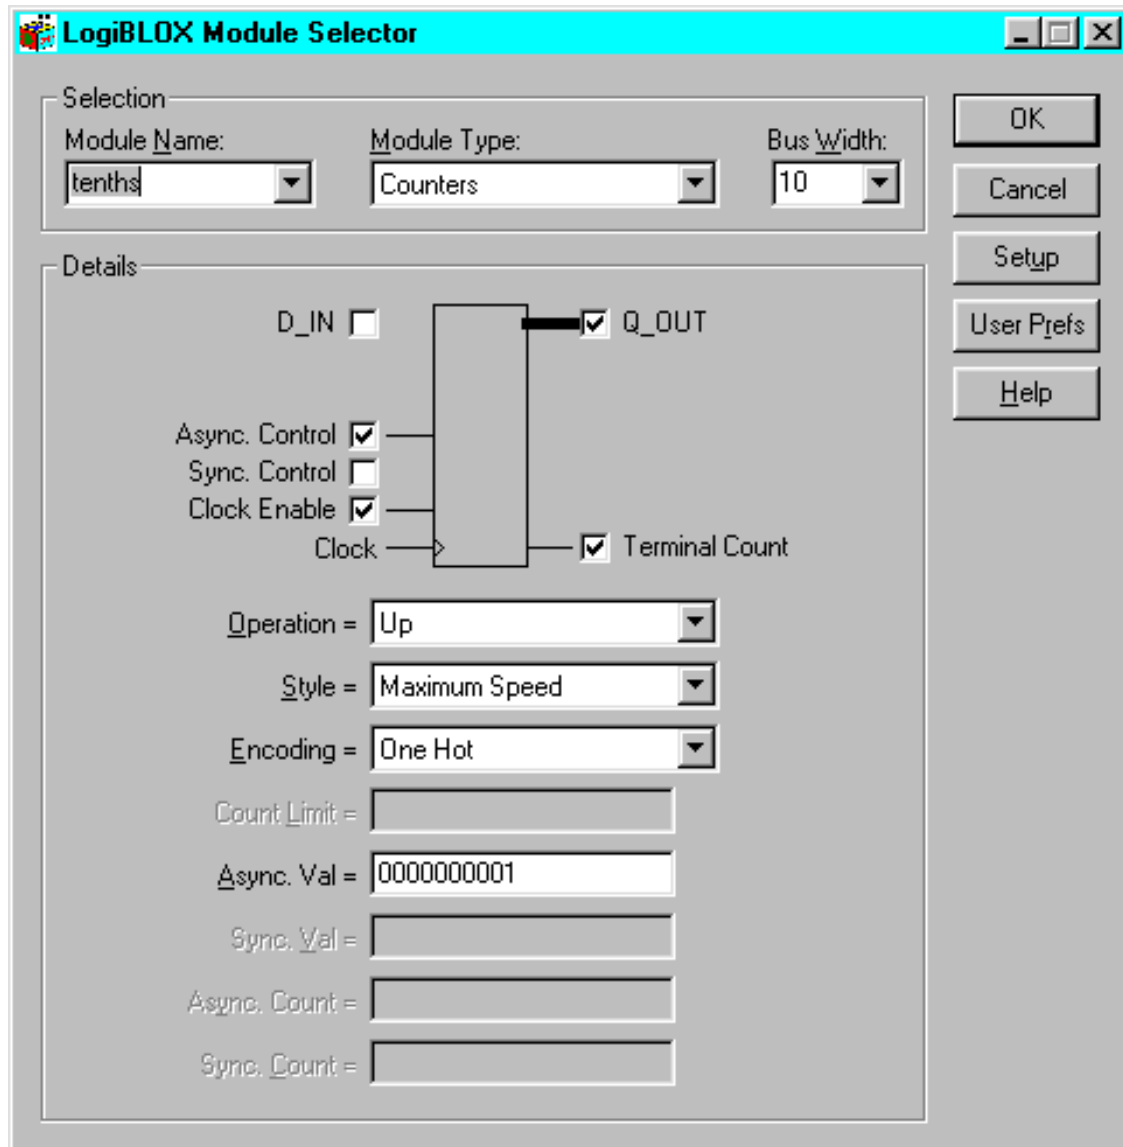 LogiBLOX Module Selector
Selection
Module Name: Module Type: Bus Width:
tenths Counters 10
OK
Cancel
Setup
User Prefs
Help
Details
D_IN Q_OUT
Async. Control
Sync. Control
Clock Enable
Clock Terminal Count
Operation = Up
Style = Maximum Speed
Encoding = One Hot
Count Limit =
Async. Val = 0000000001
Sync. Val =
Async. Count =
Sync. Count =